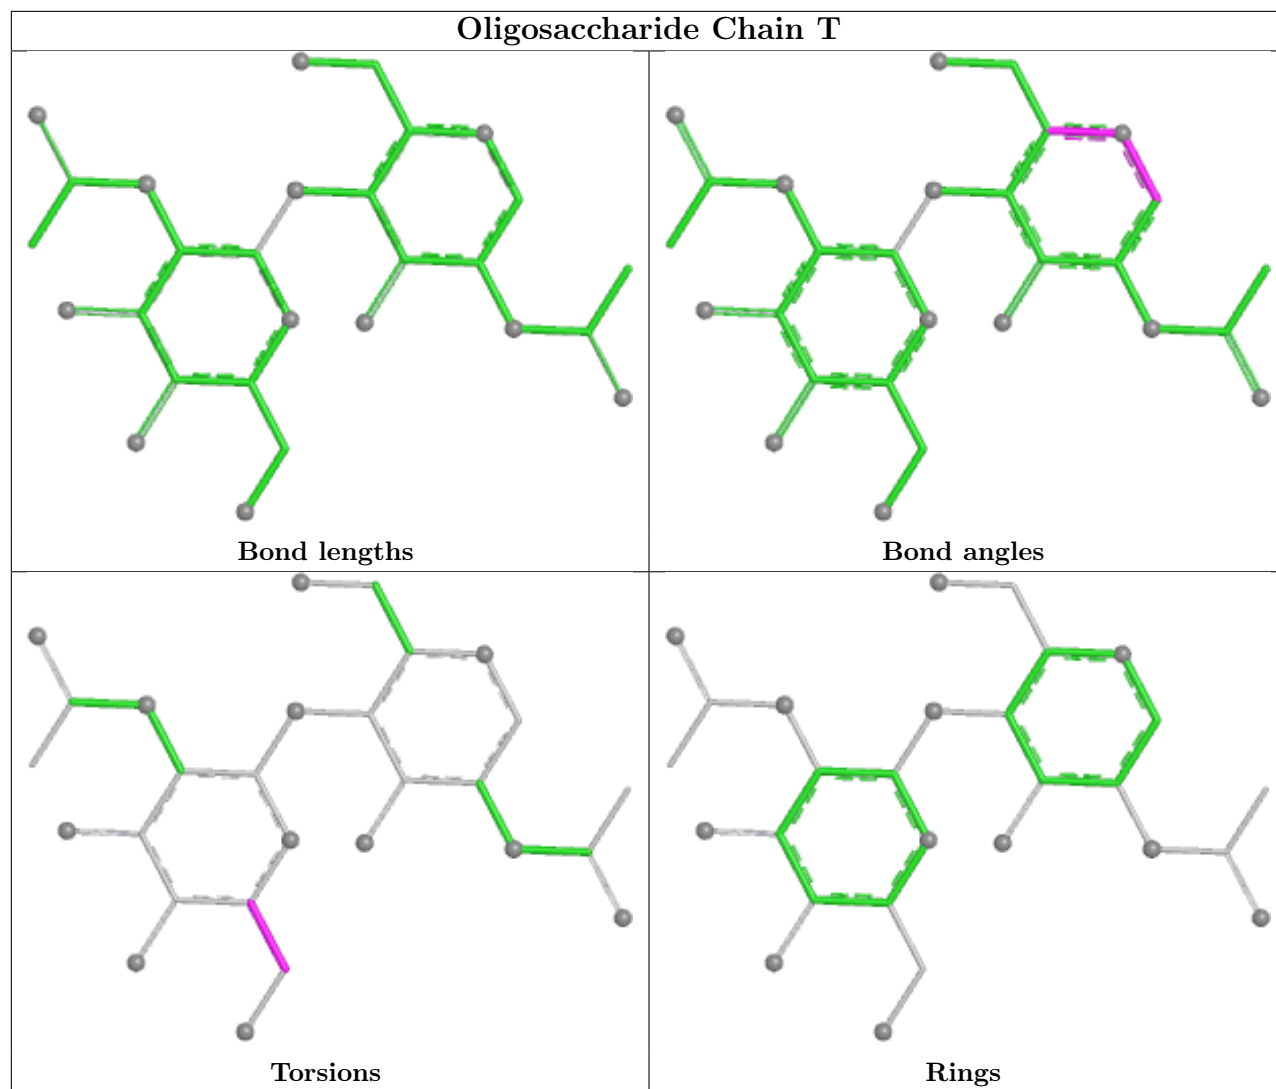 Oligosaccharide Chain T
Bond lengths
Bond angles
Torsions
Rings